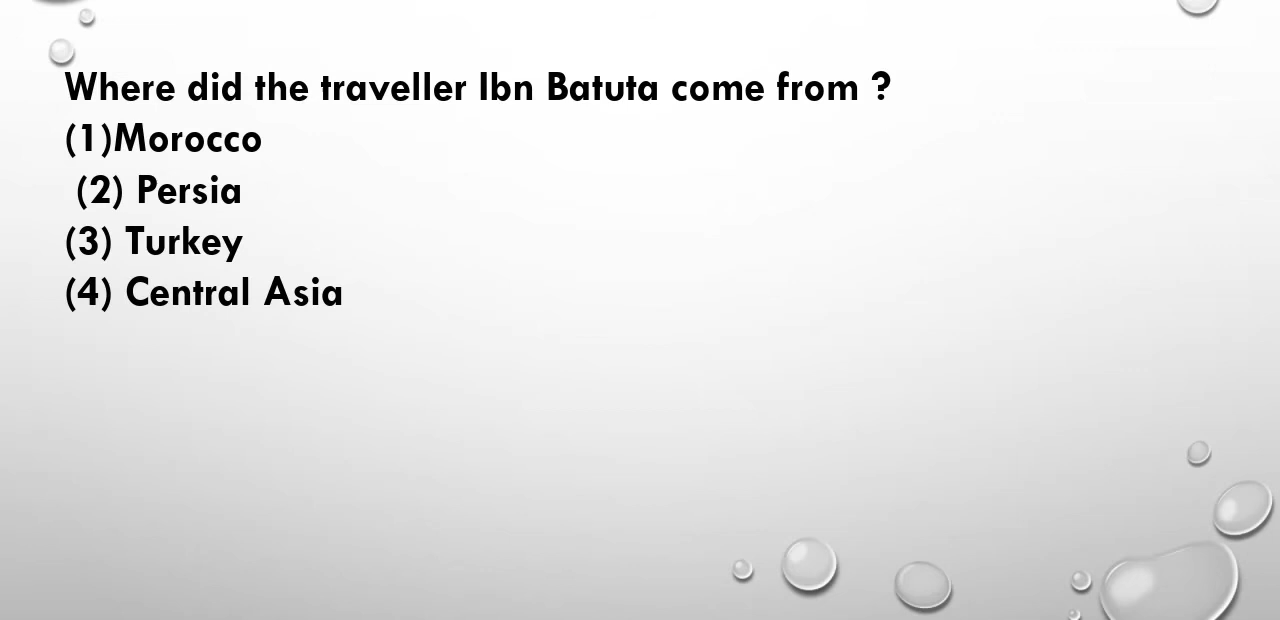 Where did the traveller Ibn Batuta come from ?
(1)Morocco
(2) Persia
(3) Turkey
(4) Central Asia